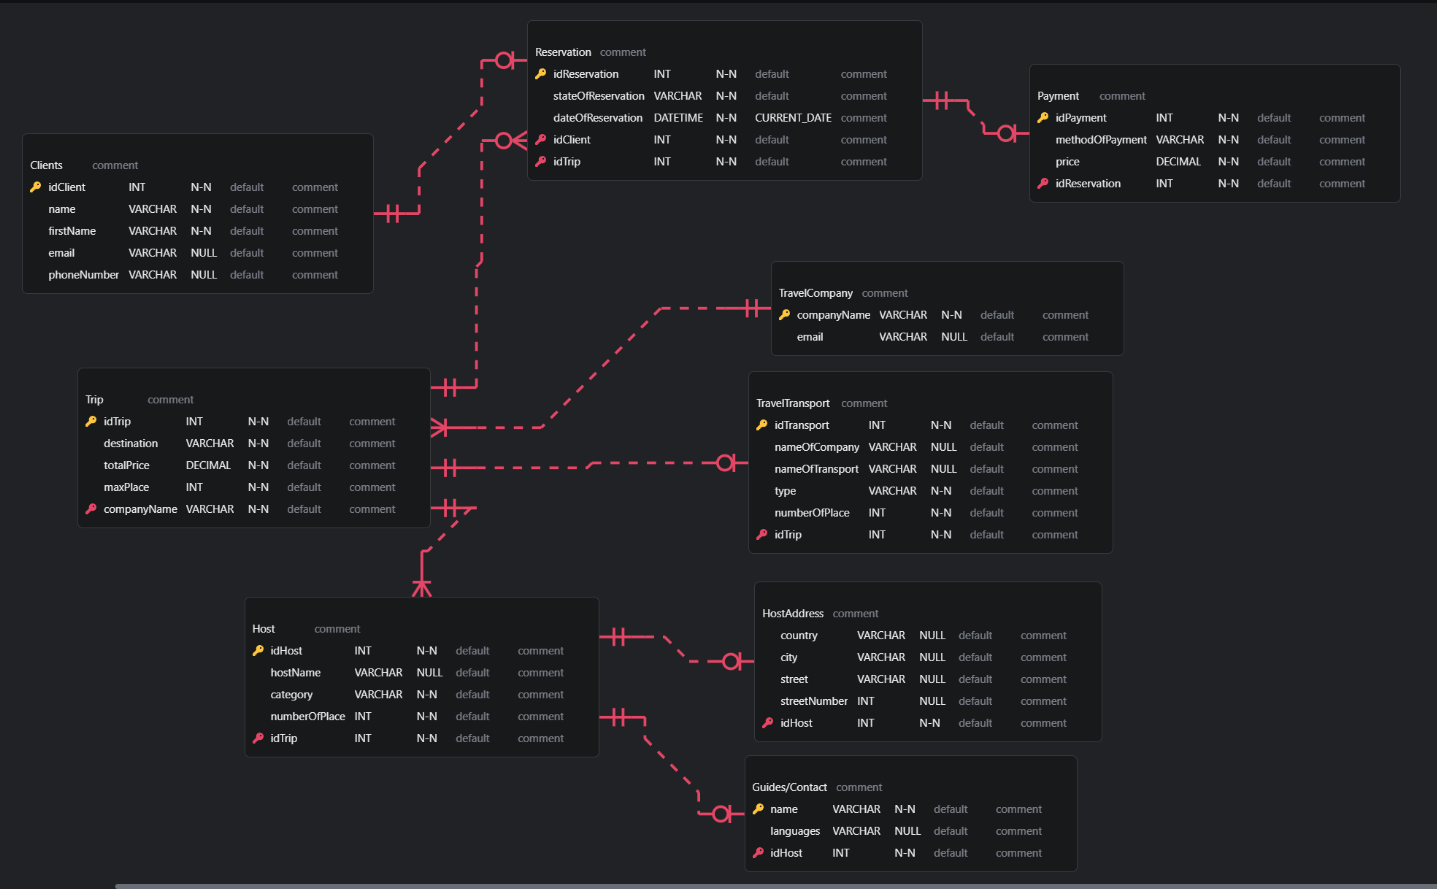 Reservation comment
idReservation INT N-N default comment
stateOfReservation VARCHAR N-N default comment
dateOfReservation DATETIME N-N CURRENT_DATE comment
idClient INT N-N default comment
idTrip INT N-N default comment
Payment comment
idPayment INT N-N default comment
methodOfPayment VARCHAR N-N default comment
price DECIMAL N-N default comment
idReservation INT N-N default comment
Clients comment
idClient INT N-N default comment
name VARCHAR N-N default comment
firstName VARCHAR N-N default comment
email VARCHAR NULL default comment
phoneNumber VARCHAR NULL default comment
TravelCompany comment
companyName VARCHAR N-N default comment
email VARCHAR NULL default comment
Trip comment
idTrip INT N-N default comment
destination VARCHAR N-N default comment
totalPrice DECIMAL N-N default comment
maxPlace INT N-N default comment
companyName VARCHAR N-N default comment
TravelTransport comment
idTransport INT N-N default comment
nameOfCompany VARCHAR NULL default comment
nameOfTransport VARCHAR NULL default comment
type VARCHAR N-N default comment
numberOfPlace INT N-N default comment
idTrip INT N-N default comment
Host comment
idHost INT N-N default comment
hostName VARCHAR NULL default comment
category VARCHAR N-N default comment
numberOfPlace INT N-N default comment
idTrip INT N-N default comment
HostAddress comment
country VARCHAR NULL default comment
city VARCHAR NULL default comment
street VARCHAR NULL default comment
streetNumber INT NULL default comment
idHost INT N-N default comment
Guides/Contact comment
name VARCHAR N-N default comment
languages VARCHAR NULL default comment
idHost INT N-N default comment